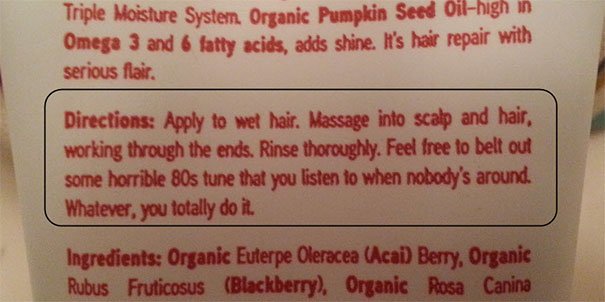 Triple Moisture System. Organic Pumpkin Seed Oil-high in
Omega 3 and 6 fatty acids, adds shine. It's hair repair with
serious flair.
Directions: Apply to wet hair. Massage into scalp and hair,
working through the ends. Rinse thoroughly. Feel free to belt out
some horrible 80s tune that you listen to when nobody's around.
Whatever, you totally do it.
Ingredients: Organic Euterpe Oleracea (Acai) Berry, Organic
Rubus Fruticosus (Blackberry), Organic Rosa Canina